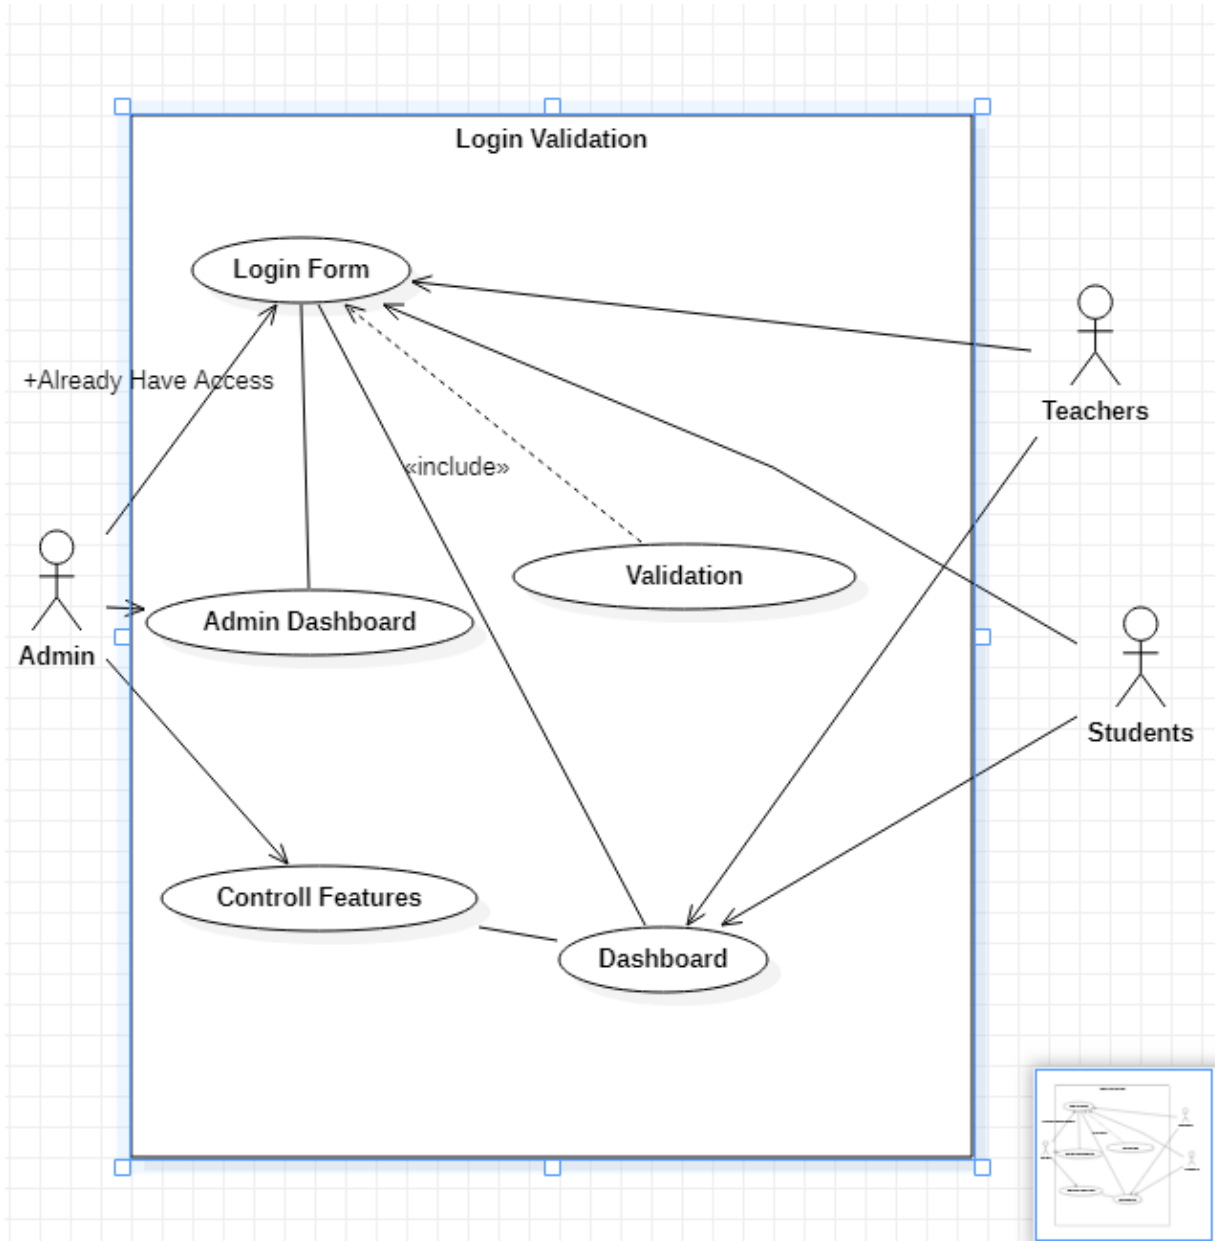 Login Validation
Login Form
+Already Have Access
Teachers
«include»
Validation
Admin Dashboard
Admin
Students
Controll Features
Dashboard